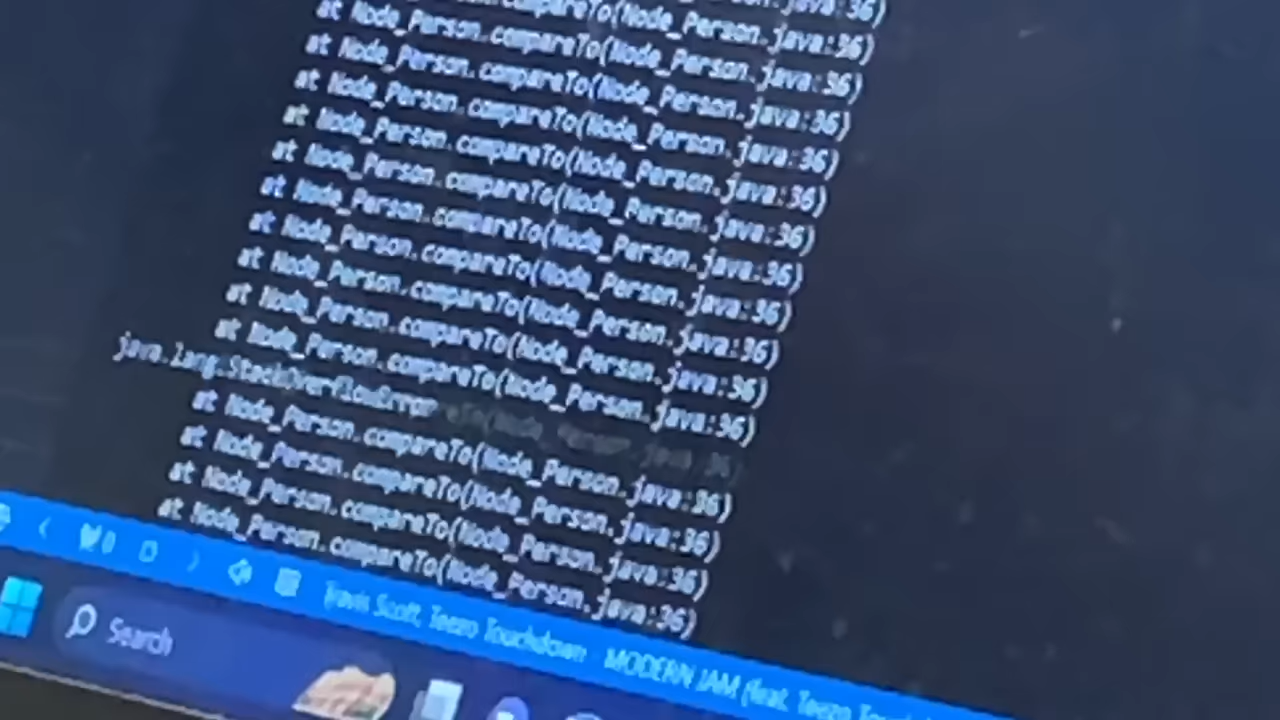 compareTo(Node_Person.java:36)
at Node_Person.compareTo(Node_Person.java:36)
at Node_Person.compareTo(Node_Person.java:36)
at Node_Person.compareTo(Node_Person.java:36)
at Node_Person.compareTo(Node_Person.java:36)
at Node_Person.compareTo(Node_Person.java:36)
at Node_Person.compareTo(Node_Person.java:36)
at Node_Person.compareTo(Node_Person.java:36)
at Node_Person.compareTo(Node_Person.java:36)
at Node_Person.compareTo(Node_Person.java:36)
at Node_Person.compareTo(Node_Person.java:36)
java.lang.StackOverflowError
at Node_Person.compareTo(Node_Person.java:36)
at Node_Person.compareTo(Node_Person.java:36)
at Node_Person.compareTo(Node_Person.java:36)
at Node_Person.compareTo(Node_Person.java:36)
Travis Scott, Teezo Touchdown MODERN JAM (feat. Teezo Touchd
Search